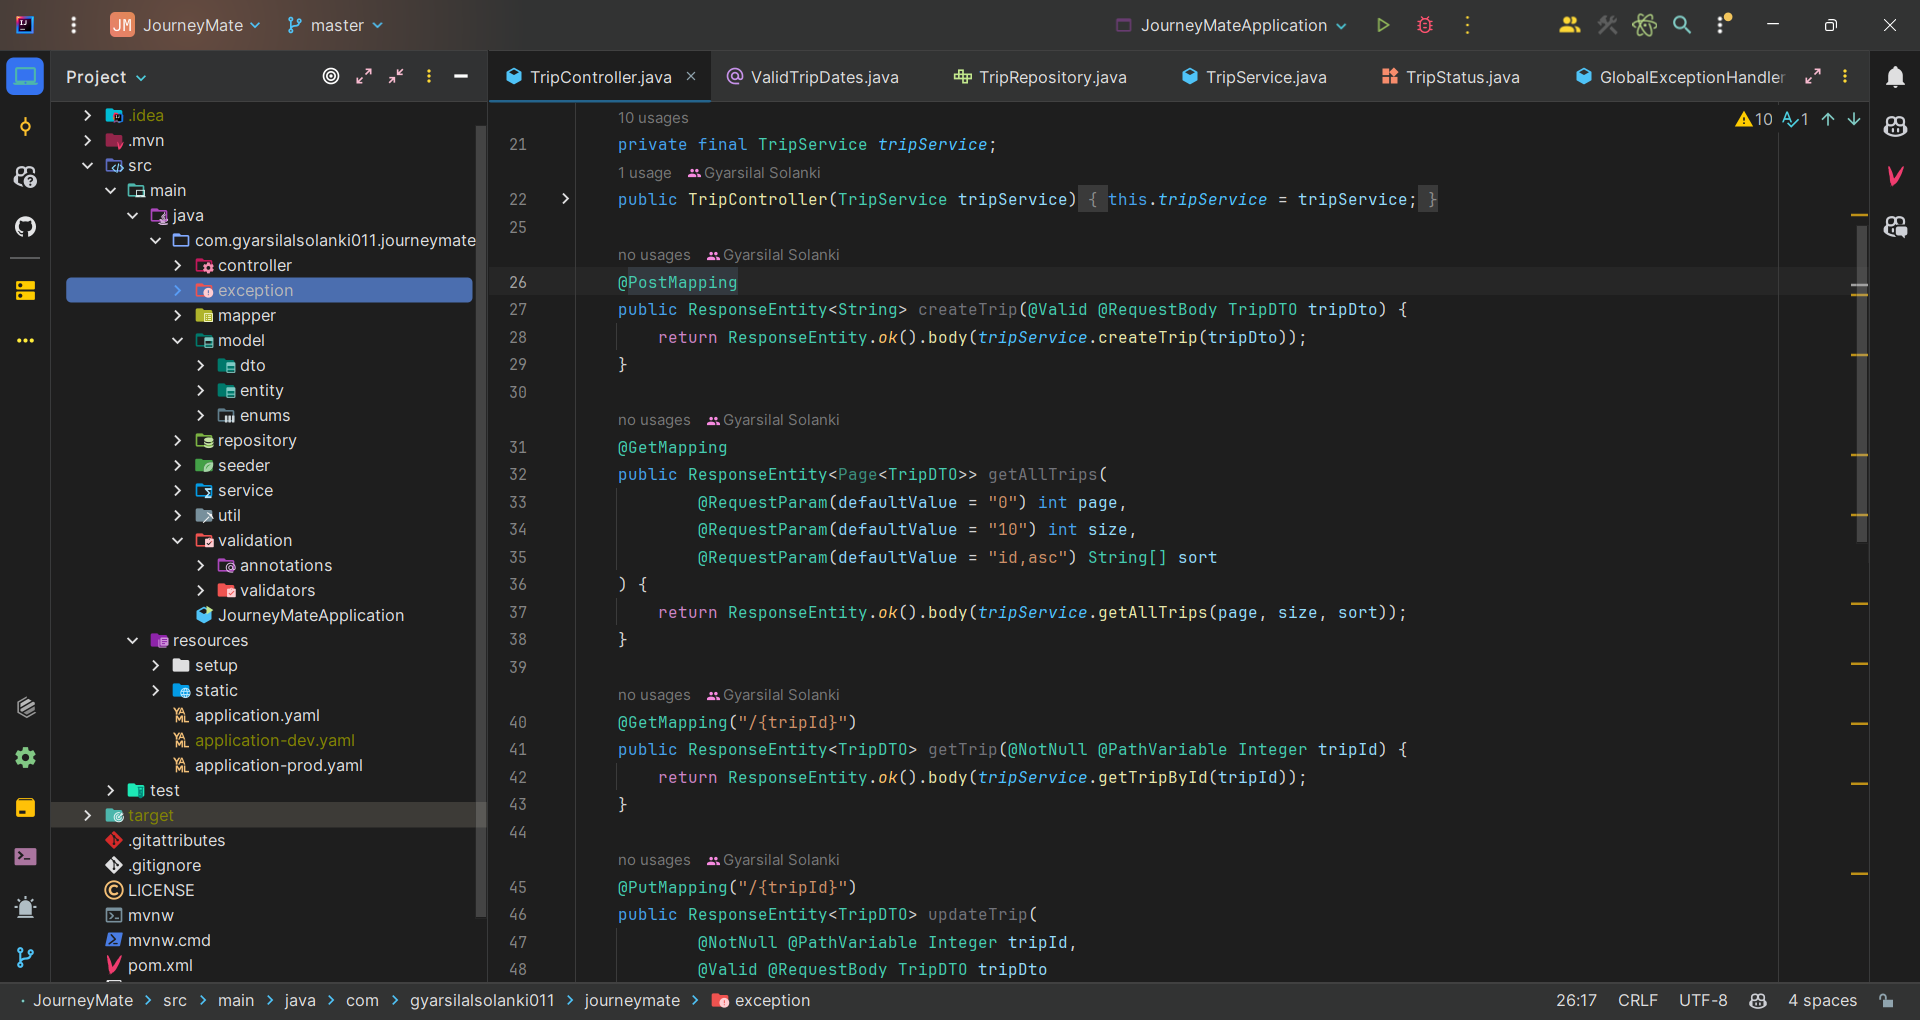 JM JourneyMate master JourneyMateApplication
Project
TripController.java ValidTripDates.java TripRepository.java TripService.java TripStatus.java GlobalExceptionHandler
.idea
.mvn
src
main
java
com.gyarsilalsolanki011.journeymate
controller
exception
mapper
model
dto
entity
enums
repository
seeder
service
util
validation
annotations
validators
JourneyMateApplication
resources
setup
static
application.yaml
application-dev.yaml
application-prod.yaml
test
target
.gitattributes
.gitignore
LICENSE
mvnw
mvnw.cmd
pom.xml
10 1
10 usages
21 private final TripService tripService;
1 usage Gyarsilal Solanki
22 public TripController(TripService tripService) { this.tripService = tripService; }
25
no usages Gyarsilal Solanki
26 @PostMapping
27 public ResponseEntity<String> createTrip(@Valid @RequestBody TripDTO tripDto) {
28 return ResponseEntity.ok().body(tripService.createTrip(tripDto));
29 }
30
no usages Gyarsilal Solanki
31 @GetMapping
32 public ResponseEntity<Page<TripDTO>> getAllTrips(
33 @RequestParam(defaultValue = "0") int page,
34 @RequestParam(defaultValue = "10") int size,
35 @RequestParam(defaultValue = "id,asc") String[] sort
36 ) {
37 return ResponseEntity.ok().body(tripService.getAllTrips(page, size, sort));
38 }
39
no usages Gyarsilal Solanki
40 @GetMapping("/{tripId}")
41 public ResponseEntity<TripDTO> getTrip(@NotNull @PathVariable Integer tripId) {
42 return ResponseEntity.ok().body(tripService.getTripById(tripId));
43 }
44
no usages Gyarsilal Solanki
45 @PutMapping("/{tripId}")
46 public ResponseEntity<TripDTO> updateTrip(
47 @NotNull @PathVariable Integer tripId,
48 @Valid @RequestBody TripDTO tripDto
JourneyMate > src > main > java > com > gyarsilalsolanki011 > journeymate > exception 26:17 CRLF UTF-8 4 spaces